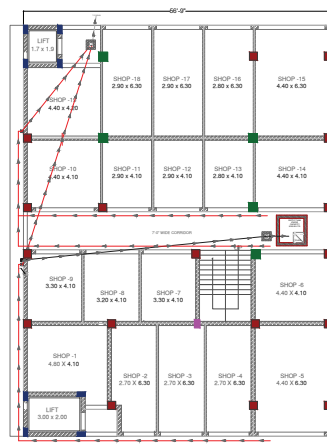 56'-9"
LIFT
1.7 x 1.9
SHOP -18
2.90 x 6.30
SHOP -17
2.90 x 6.30
SHOP -16
2.80 x 6.30
SHOP -15
4.40 x 6.30
4.40 x 4.20
SHOP -10
4.40 x 4.10
SHOP -11
2.90 x 4.10
SHOP -12
2.90 x 4.10
SHOP -13
2.80 x 4.10
SHOP -14
4.40 x 4.10
7'-6" WIDE CORRIDOR
SHOP -9
3.30 x 4.10
SHOP -8
3.20 x 4.10
SHOP -7
3.30 x 4.10
SHOP -6
4.40 X 4.10
SHOP -1
4.80 X 4.10
SHOP -2
2.70 X 6.30
SHOP -3
2.70 X 6.30
SHOP -4
2.70 X 6.30
SHOP -5
4.40 X 6.30
LIFT
3.00 x 2.00